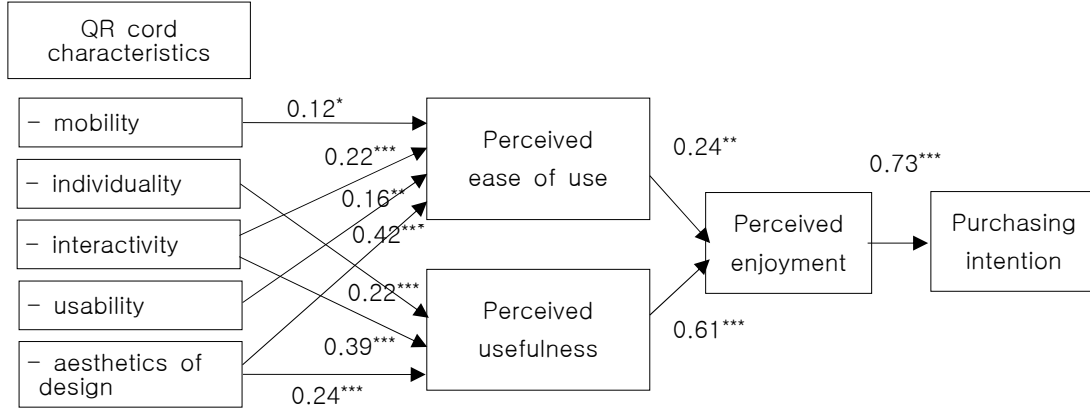 QR cord
characteristics
- mobility
- individuality
- interactivity
- usability
- aesthetics of
design
0.12*
0.22***
0.16**
0.42***
0.22***
0.39***
0.24***
Perceived
ease of use
Perceived
usefulness
0.24**
0.61***
Perceived
enjoyment
0.73***
Purchasing
intention